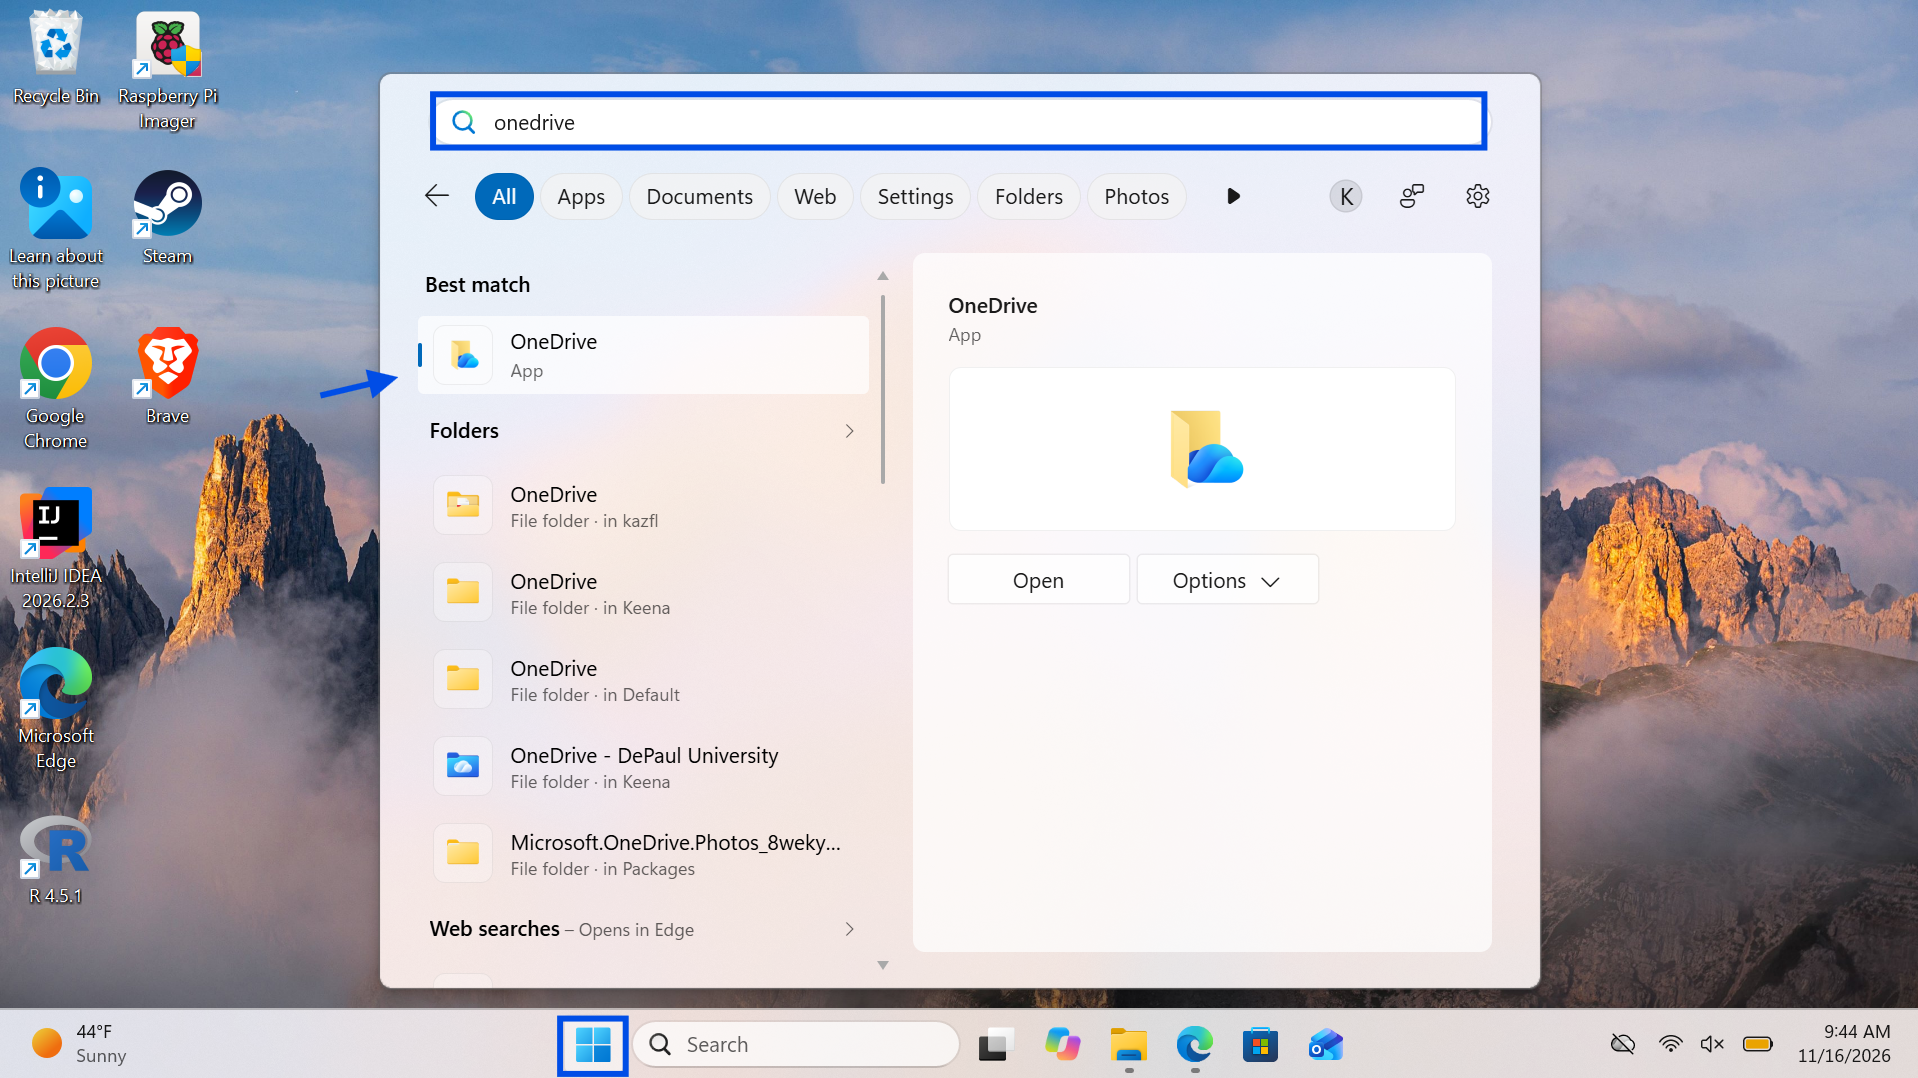 Recycle Bin
Raspberry Pi
Imager
Learn about
this picture
Steam
Google
Chrome
Brave
IJ
IntelliJ IDEA
2026.2.3
Microsoft
Edge
R
R 4.5.1
onedrive
All
Apps
Documents
Web
Settings
Folders
Photos
K
Best match
OneDrive
App
Folders
OneDrive
File folder · in kazfl
OneDrive
File folder · in Keena
OneDrive
File folder · in Default
OneDrive - DePaul University
File folder · in Keena
Microsoft.OneDrive.Photos_8weky...
File folder · in Packages
Web searches – Opens in Edge
OneDrive
App
Open
Options
44°F
Sunny
Search
9:44 AM
11/16/2026